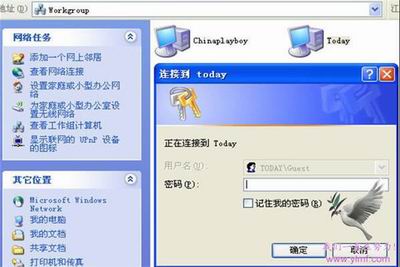 地址(D) Workgroup
网络任务
Chinaplayboy
Today
添加一个网上邻居
查看网络连接
设置家庭或小型办公网络
为家庭或小型办公室设置无线网络
查看工作组计算机
显示联网的 UPnP 设备的图标
其它位置
Microsoft Windows Network
我的电脑
我的文档
共享文档
打印机和传真
连接到 today
正在连接到 Today
用户名(U):
TODAY\Guest
密码(P):
记住我的密码(R)
确定
取消
www.ylmf.com